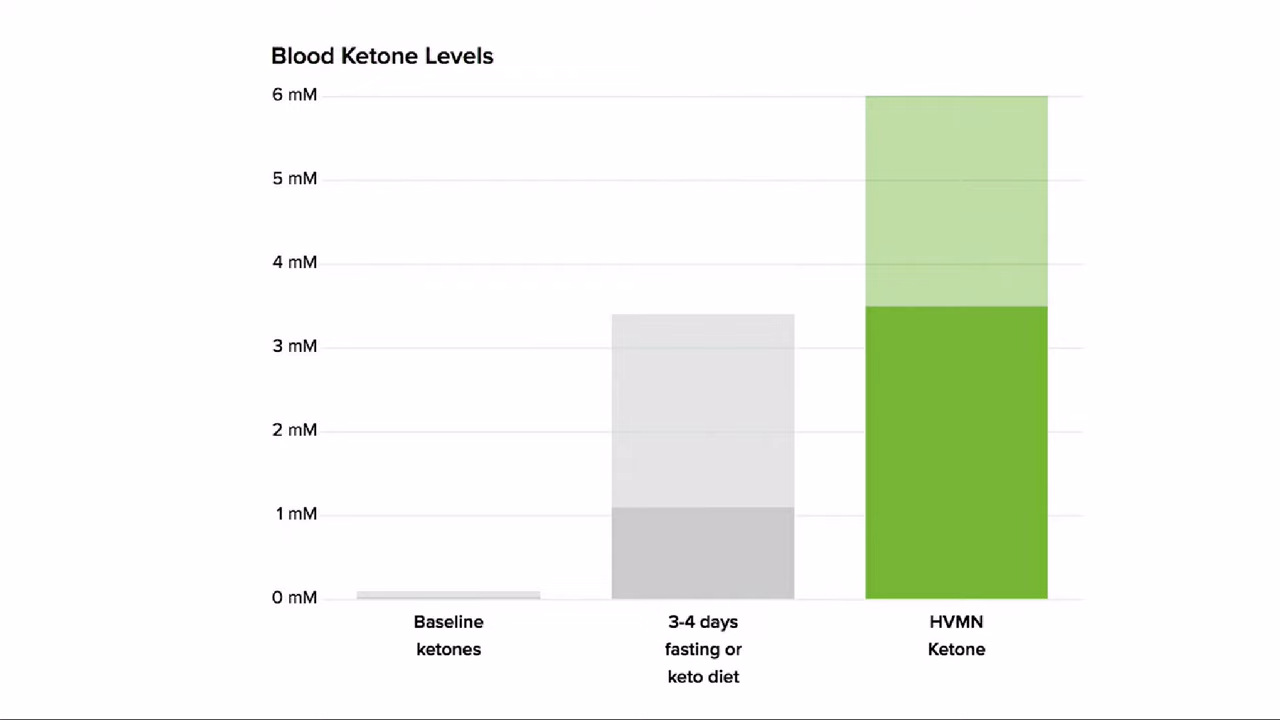 Blood Ketone Levels
6 mM
5 mM
4 mM
3 mM
2 mM
1 mM
0 mM
Baseline
ketones
3-4 days
fasting or
keto diet
HVMN
Ketone